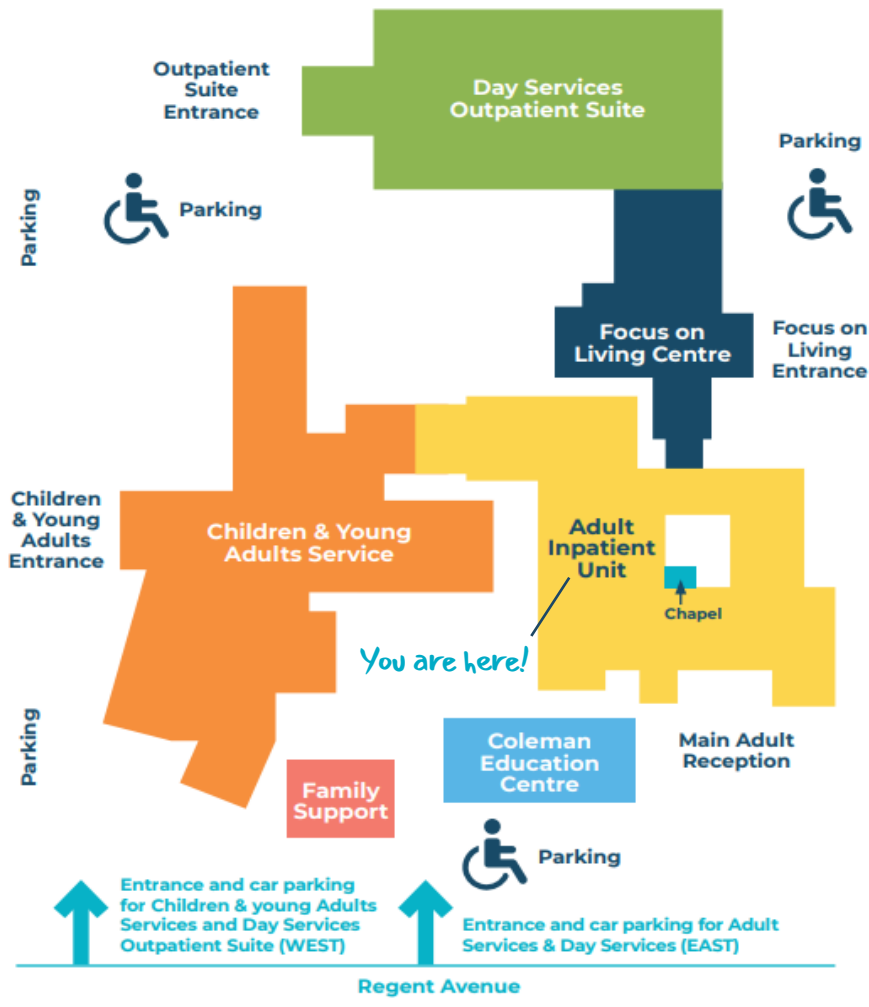 Outpatient
Suite
Entrance
Day Services
Outpatient Suite
Parking
Parking
Parking
Focus on
Living Centre
Focus on
Living
Entrance
Children
& Young
Adults
Entrance
Children & Young
Adults Service
Adult
Inpatient
Unit
Chapel
You are here!
Parking
Coleman
Education
Centre
Main Adult
Reception
Family
Support
Parking
Entrance and car parking
for Children & young Adults
Services and Day Services
Outpatient Suite (WEST)
Entrance and car parking for Adult
Services & Day Services (EAST)
Regent Avenue